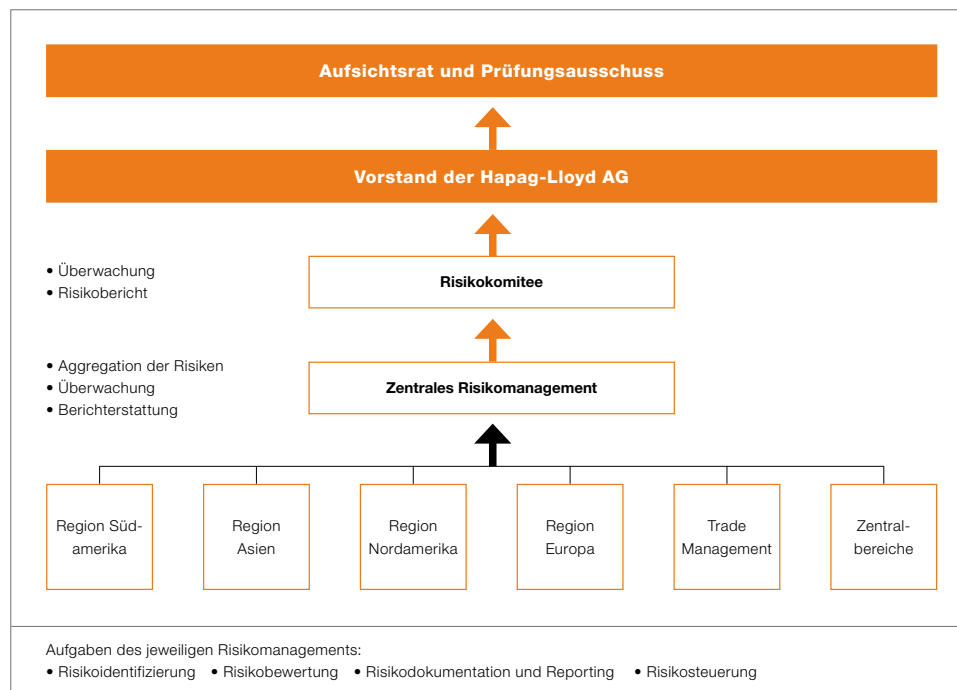 Aufsichtsrat und Prüfungsausschuss
Vorstand der Hapag-Lloyd AG
• Überwachung
• Risikobericht
Risikokomitee
• Aggregation der Risiken
• Überwachung
• Berichterstattung
Zentrales Risikomanagement
Region Süd-
amerika
Region
Asien
Region
Nordamerika
Region
Europa
Trade
Management
Zentral-
bereiche
Aufgaben des jeweiligen Risikomanagements:
• Risikoidentifizierung • Risikobewertung • Risikodokumentation und Reporting • Risikosteuerung